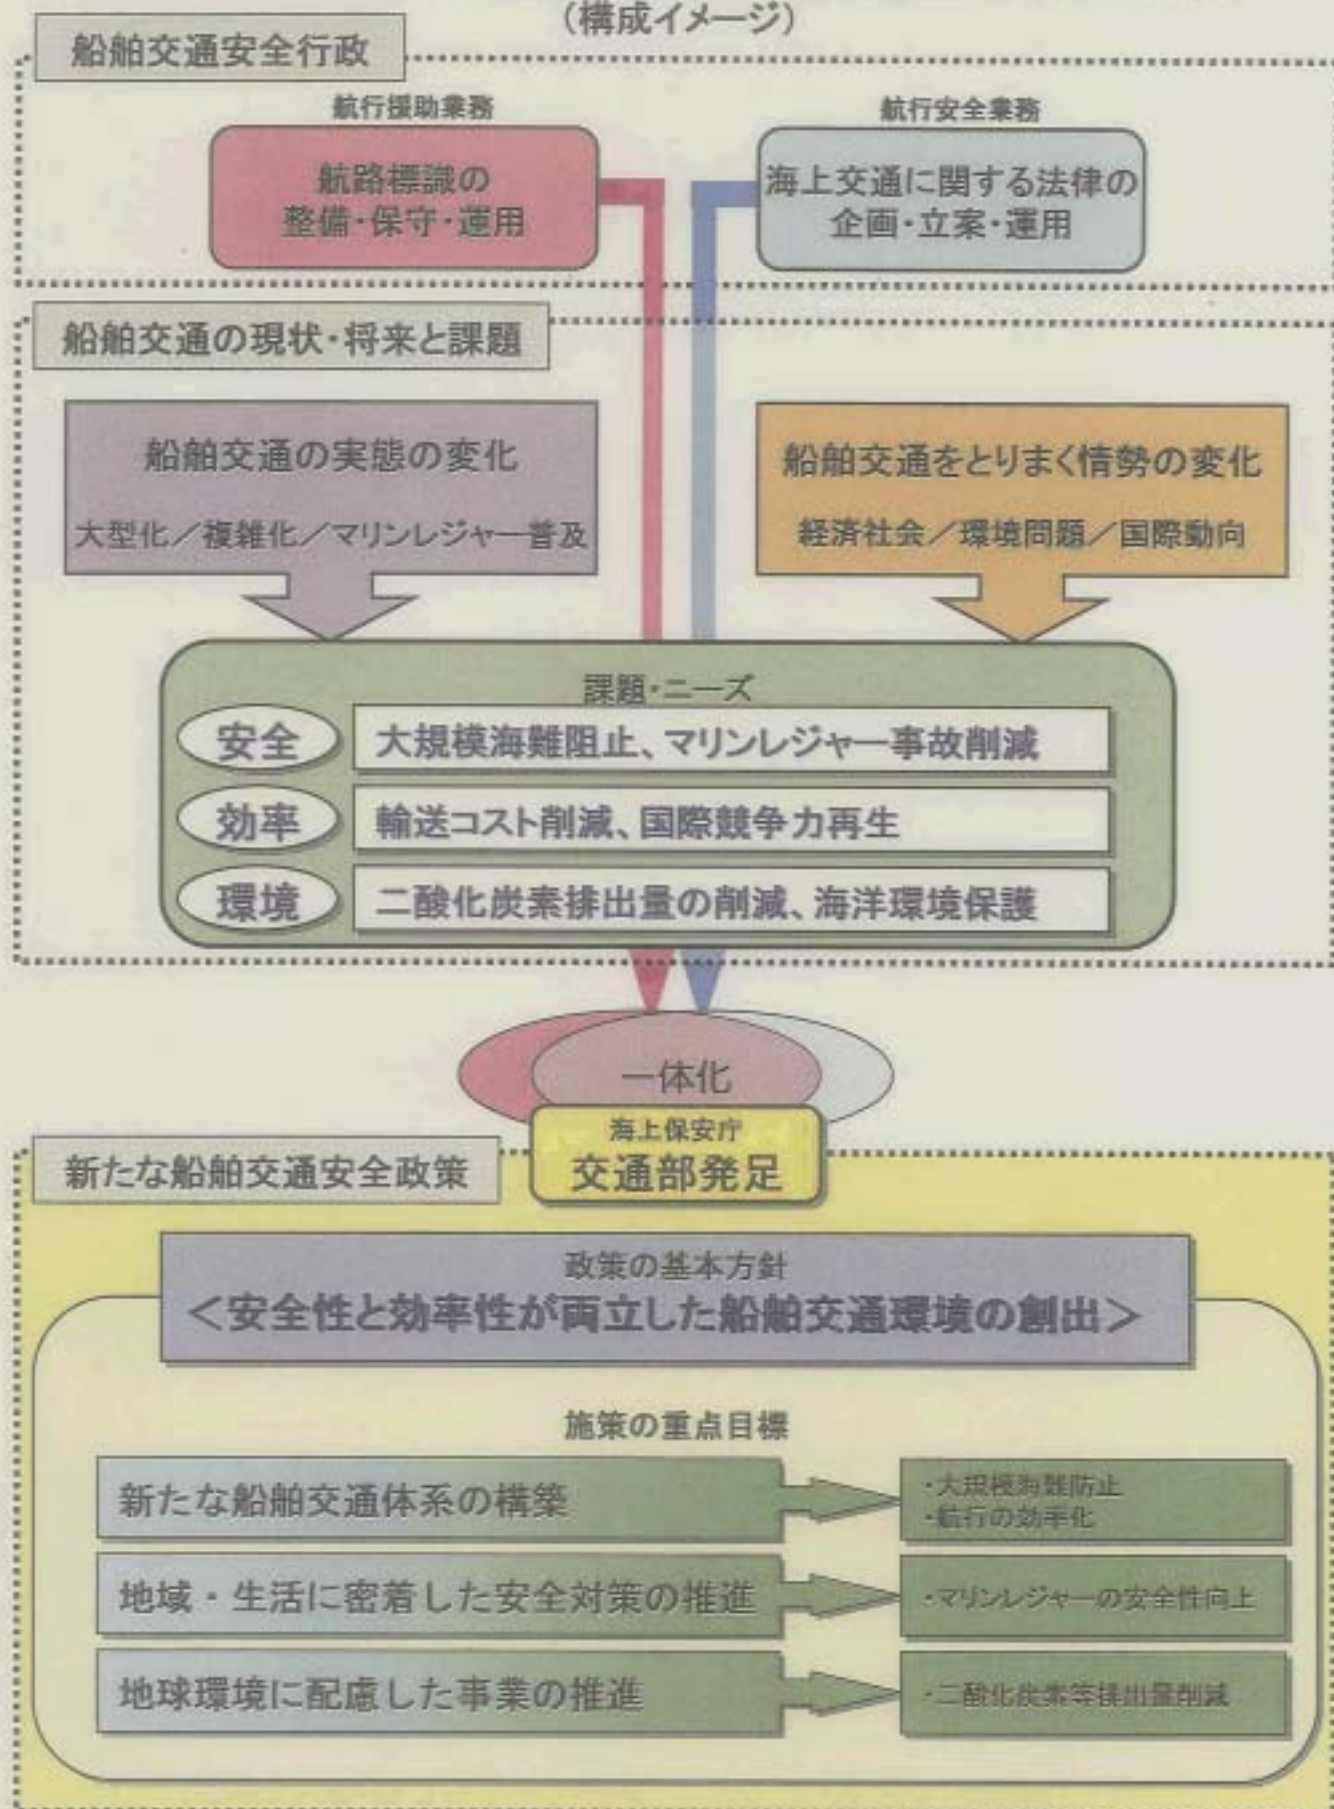 (構成イメージ)
船舶交通安全行政
航行援助業務
航路標識の
整備・保守・運用
航行安全業務
海上交通に関する法律の
企画・立案・運用
船舶交通の現状・将来と課題
船舶交通の実態の変化
大型化/複雑化/マリンレジャー普及
船舶交通をとりまく情勢の変化
経済社会/環境問題/国際動向
課題・ニーズ
安全
大規模海難阻止、マリンレジャー事故削減
効率
輸送コスト削減、国際競争力再生
環境
二酸化炭素排出量の削減、海洋環境保護
一体化
海上保安庁
交通部発足
新たな船舶交通安全政策
政策の基本方針
<安全性と効率性が両立した船舶交通環境の創出>
施策の重点目標
新たな船舶交通体系の構築
・大規模海難防止
・航行の効率化
地域・生活に密着した安全対策の推進
・マリンレジャーの安全性向上
地球環境に配慮した事業の推進
・二酸化炭素等排出量削減